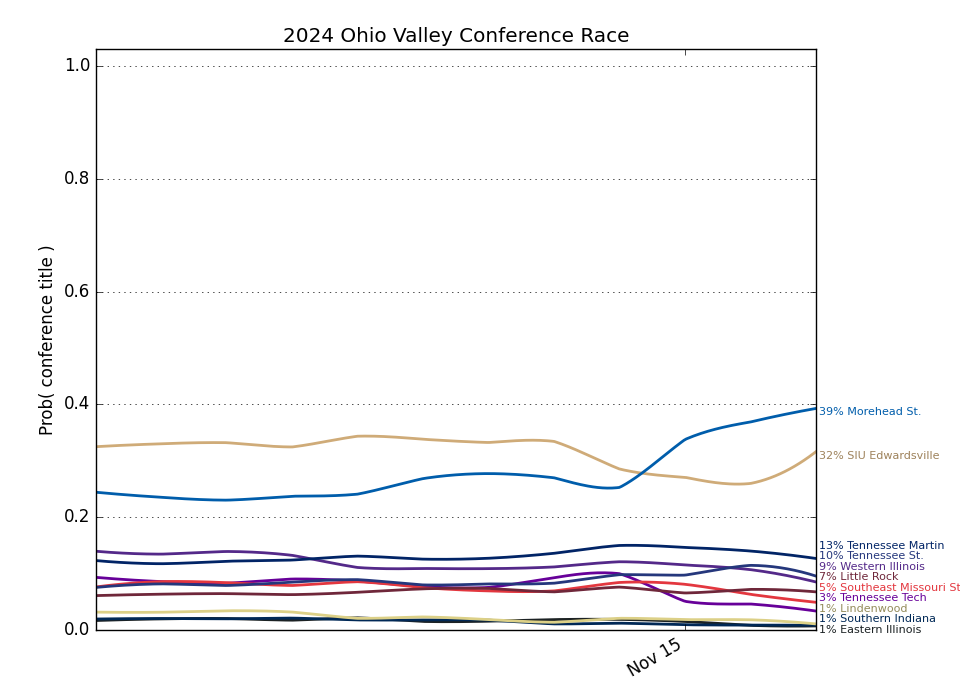 2024 Ohio Valley Conference Race
Prob( conference title )
1.0
0.8
0.6
0.4
0.2
0.0
Nov 15
39% Morehead St.
32% SIU Edwardsville
13% Tennessee Martin
10% Tennessee St.
9% Western Illinois
7% Little Rock
5% Southeast Missouri St
3% Tennessee Tech
1% Lindenwood
1% Southern Indiana
1% Eastern Illinois